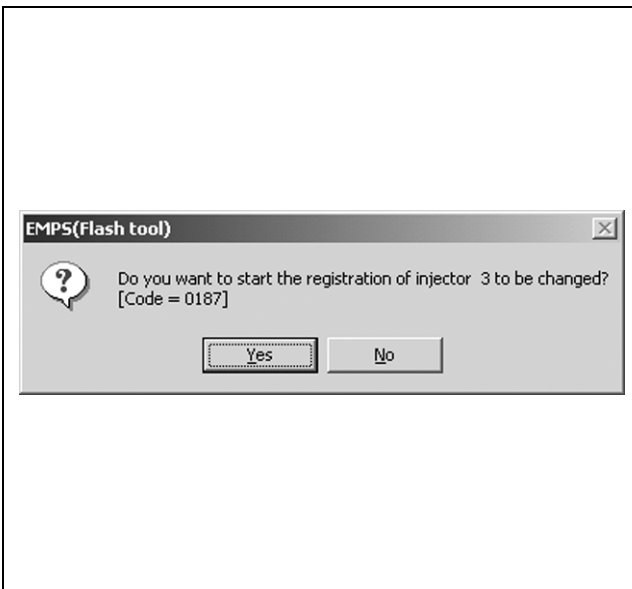 EMPS(Flash tool)
Do you want to start the registration of injector  3 to be changed?
[Code = 0187]
Yes
No